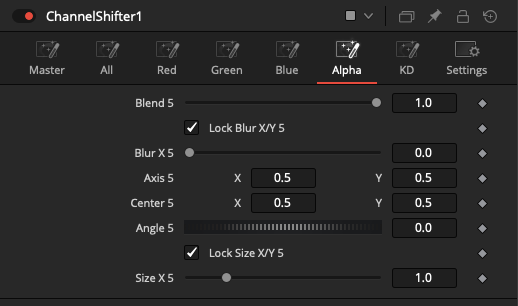 ChannelShifter1
Master All Red Green Blue Alpha KD Settings
Blend 5 1.0
Lock Blur X/Y 5
Blur X 5 0.0
Axis 5 X 0.5 Y 0.5
Center 5 X 0.5 Y 0.5
Angle 5 0.0
Lock Size X/Y 5
Size X 5 1.0